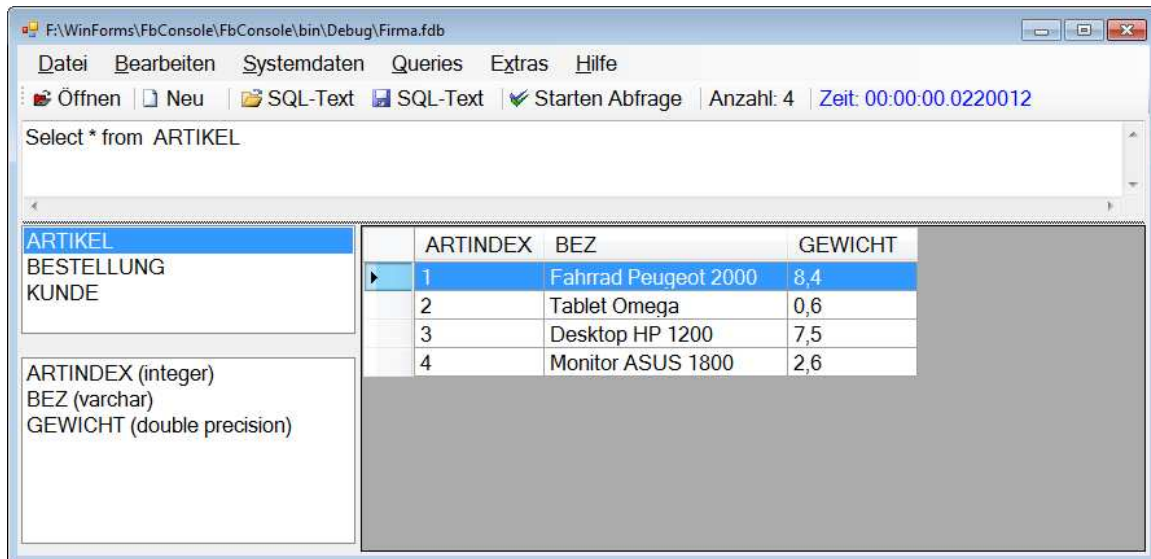 F:\WinForms\FbConsole\FbConsole\bin\Debug\Firma.fdb
Datei Bearbeiten Systemdaten Queries Extras Hilfe
Öffnen Neu SQL-Text SQL-Text Starten Abfrage Anzahl: 4 Zeit: 00:00:00.0220012
Select * from ARTIKEL
ARTIKEL
BESTELLUNG
KUNDE
ARTINDEX (integer)
BEZ (varchar)
GEWICHT (double precision)
ARTINDEX BEZ GEWICHT
1 Fahrrad Peugeot 2000 8,4
2 Tablet Omega 0,6
3 Desktop HP 1200 7,5
4 Monitor ASUS 1800 2,6